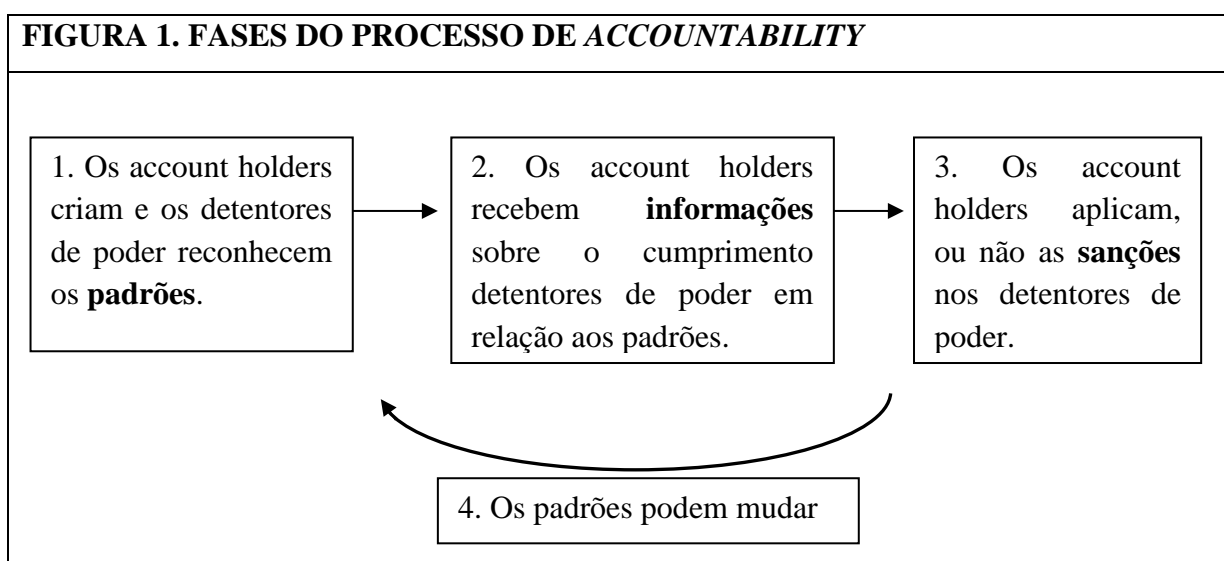 FIGURA 1. FASES DO PROCESSO DE ACCOUNTABILITY
1. Os account holders
criam e os detentores
de poder reconhecem
os padrões.
2. Os account holders
recebem informações
sobre o cumprimento
detentores de poder em
relação aos padrões.
3. Os account
holders aplicam,
ou não as sanções
nos detentores de
poder.
4. Os padrões podem mudar